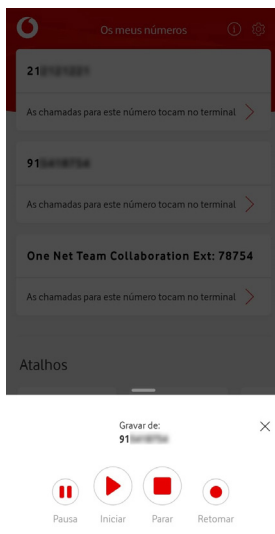 Os meus números
21
As chamadas para este número tocam no terminal
91
As chamadas para este número tocam no terminal
One Net Team Collaboration Ext: 78754
As chamadas para este número tocam no terminal
Atalhos
Gravar de:
91
Pausa Iniciar Parar Retomar